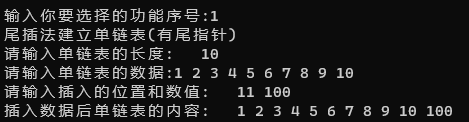 输入你要选择的功能序号:1
尾插法建立单链表(有尾指针)
请输入单链表的长度:  10
请输入单链表的数据:1 2 3 4 5 6 7 8 9 10
请输入插入的位置和数值:  11 100
插入数据后单链表的内容:  1 2 3 4 5 6 7 8 9 10 100